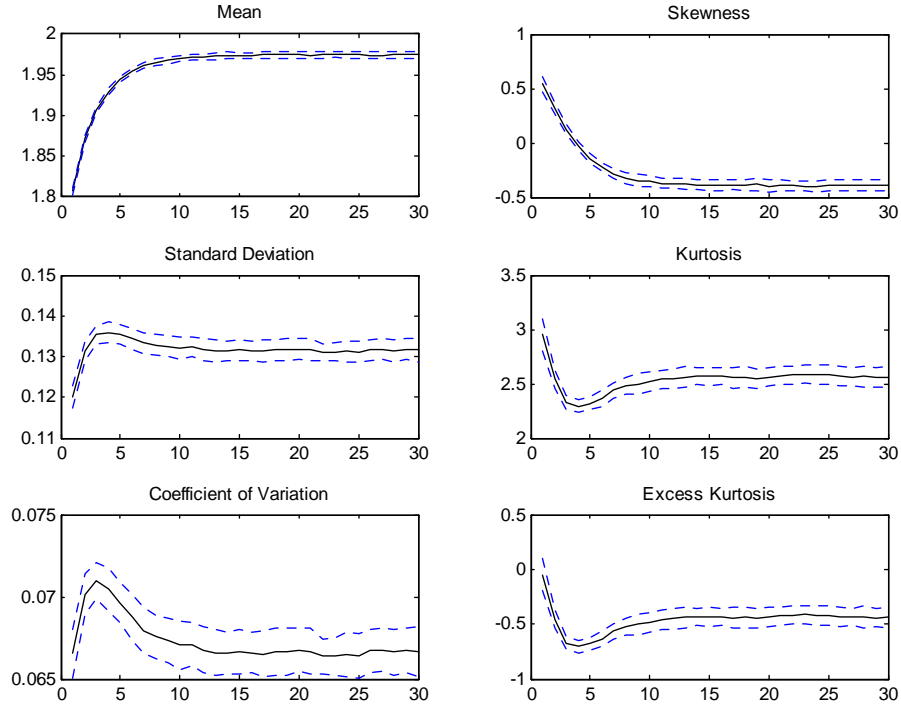 Mean
2
1.95
1.9
1.85
1.8
0 5 10 15 20 25 30
Skewness
1
0.5
0
-0.5
0 5 10 15 20 25 30
Standard Deviation
0.15
0.14
0.13
0.12
0.11
0 5 10 15 20 25 30
Kurtosis
3.5
3
2.5
2
0 5 10 15 20 25 30
Coefficient of Variation
0.075
0.07
0.065
0 5 10 15 20 25 30
Excess Kurtosis
0.5
0
-0.5
-1
0 5 10 15 20 25 30